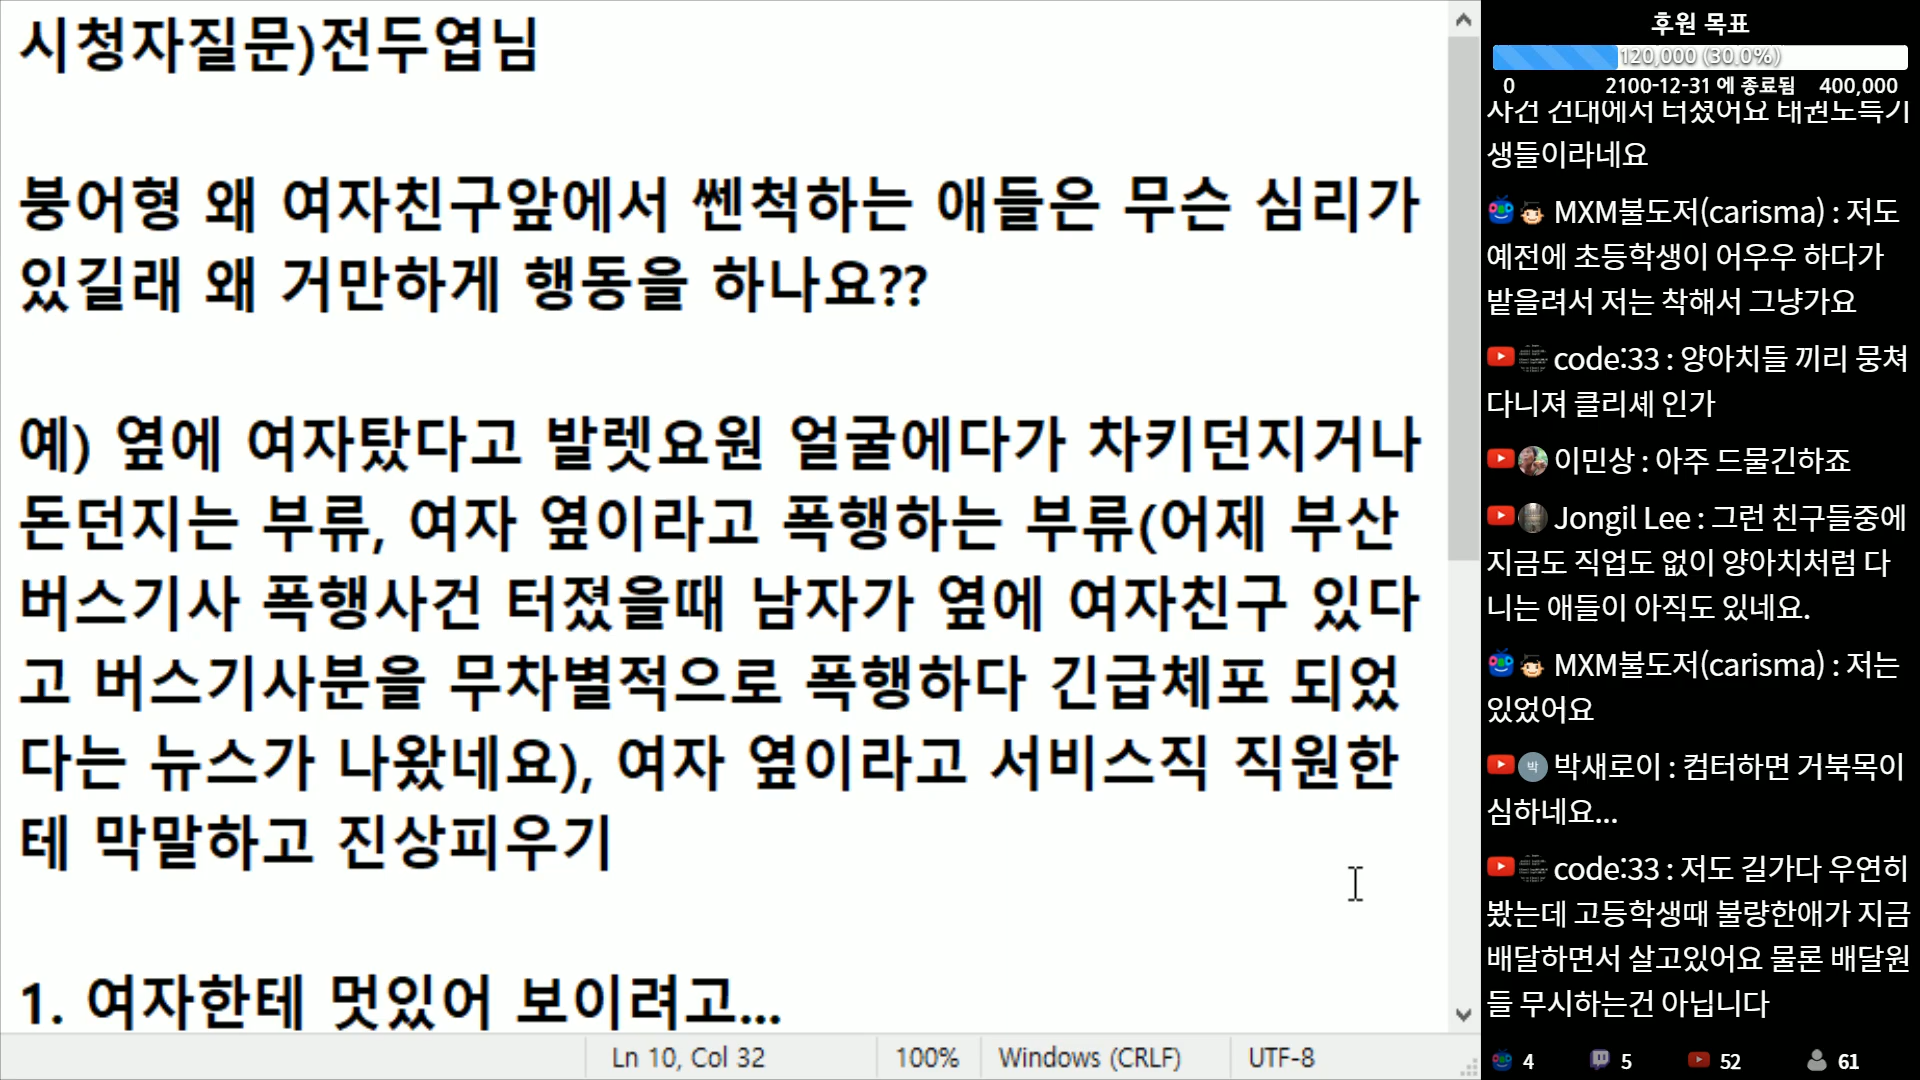 시청자질문)전두엽님
붕어형 왜 여자친구앞에서 쎈척하는 애들은 무슨 심리가
있길래 왜 거만하게 행동을 하나요??
예) 옆에 여자탔다고 발렛요원 얼굴에다가 차키던지거나
돈던지는 부류, 여자 옆이라고 폭행하는 부류(어제 부산
버스기사 폭행사건 터졌을때 남자가 옆에 여자친구 있다
고 버스기사분을 무차별적으로 폭행하다 긴급체포 되었
다는 뉴스가 나왔네요), 여자 옆이라고 서비스직 직원한
테 막말하고 진상피우기
1. 여자한테 멋있어 보이려고...
Ln 10, Col 32
100%
Windows (CRLF)
UTF-8
후원 목표
120,000 (30.0%)
0
2100-12-31 에 종료됨
400,000
사건 건대에서 터졌어요 태권도특기
생들이라네요
MXM불도저(carisma) : 저도
예전에 초등학생이 어우우 하다가
밭을려서 저는 착해서 그냥가요
code:33 : 양아치들 끼리 뭉쳐
다니져 클리셰 인가
이민상 : 아주 드물긴하죠
Jongil Lee : 그런 친구들중에
지금도 직업도 없이 양아치처럼 다
니는 애들이 아직도 있네요.
MXM불도저(carisma) : 저는
있었어요
박 박새로이 : 컴터하면 거북목이
심하네요...
code:33 : 저도 길가다 우연히
봤는데 고등학생때 불량한애가 지금
배달하면서 살고있어요 물론 배달원
들 무시하는건 아닙니다
4
5
52
61